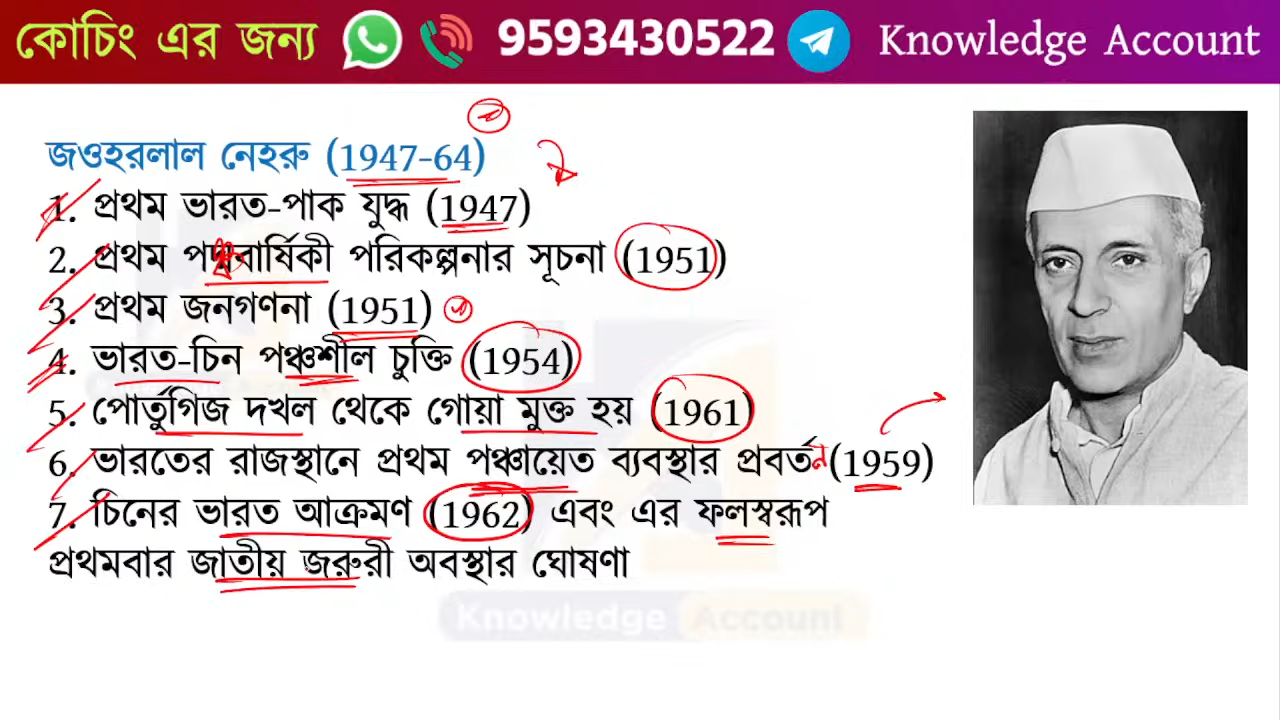 কোচিং এর জন্য 9593430522 Knowledge Account
জওহরলাল নেহরু (1947-64)
1. প্রথম ভারত-পাক যুদ্ধ (1947)
2. প্রথম পঞ্চবার্ষিকী পরিকল্পনার সূচনা (1951)
3. প্রথম জনগণনা (1951)
4. ভারত-চিন পঞ্চশীল চুক্তি (1954)
5. পোর্তুগিজ দখল থেকে গোয়া মুক্ত হয় (1961)
6. ভারতের রাজস্থানে প্রথম পঞ্চায়েত ব্যবস্থার প্রবর্তন (1959)
7. চিনের ভারত আক্রমণ (1962) এবং এর ফলস্বরূপ
প্রথমবার জাতীয় জরুরী অবস্থার ঘোষণা
Knowledge Account